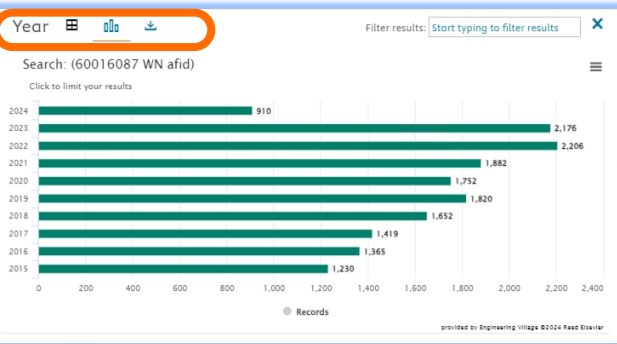 Year
Filter results: Start typing to filter results
Search: (60016087 WN afid)
Click to limit your results
2024 910
2023 2,176
2022 2,206
2021 1,882
2020 1,752
2019 1,820
2018 1,652
2017 1,419
2016 1,365
2015 1,230
0 200 400 600 800 1,000 1,200 1,400 1,600 1,800 2,000 2,200 2,400
Records
provided by Engineering Village ©2024 Reed Elsevier